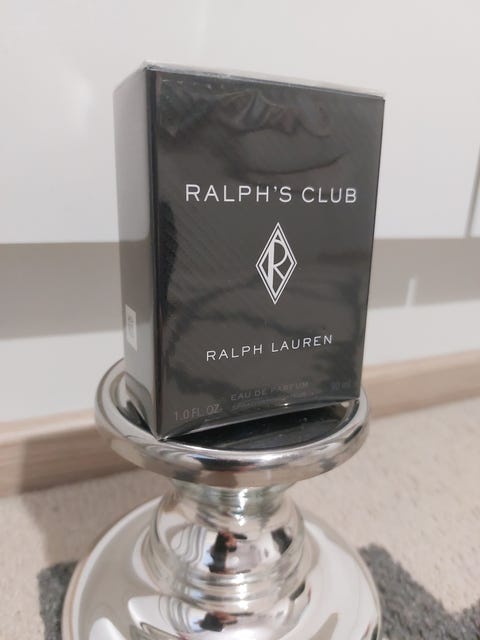 RALPH'S CLUB
R
RALPH LAUREN
EAU DE PARFUM
1.0 FL. OZ.